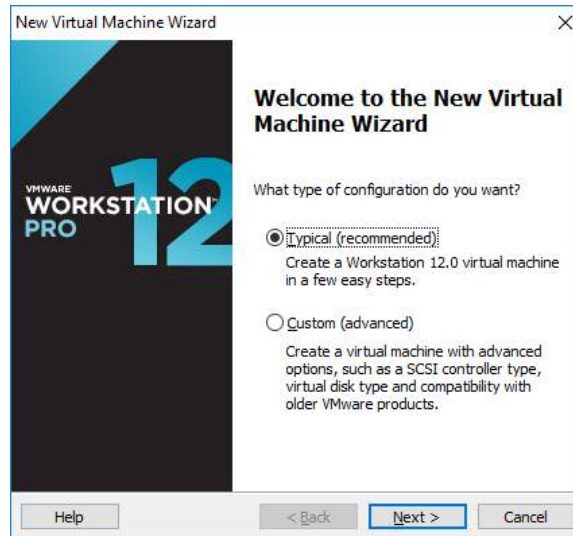 New Virtual Machine Wizard
VMWARE
WORKSTATION™
PRO
12
Welcome to the New Virtual
Machine Wizard
What type of configuration do you want?
Typical (recommended)
Create a Workstation 12.0 virtual machine
in a few easy steps.
Custom (advanced)
Create a virtual machine with advanced
options, such as a SCSI controller type,
virtual disk type and compatibility with
older VMware products.
Help
< Back
Next >
Cancel